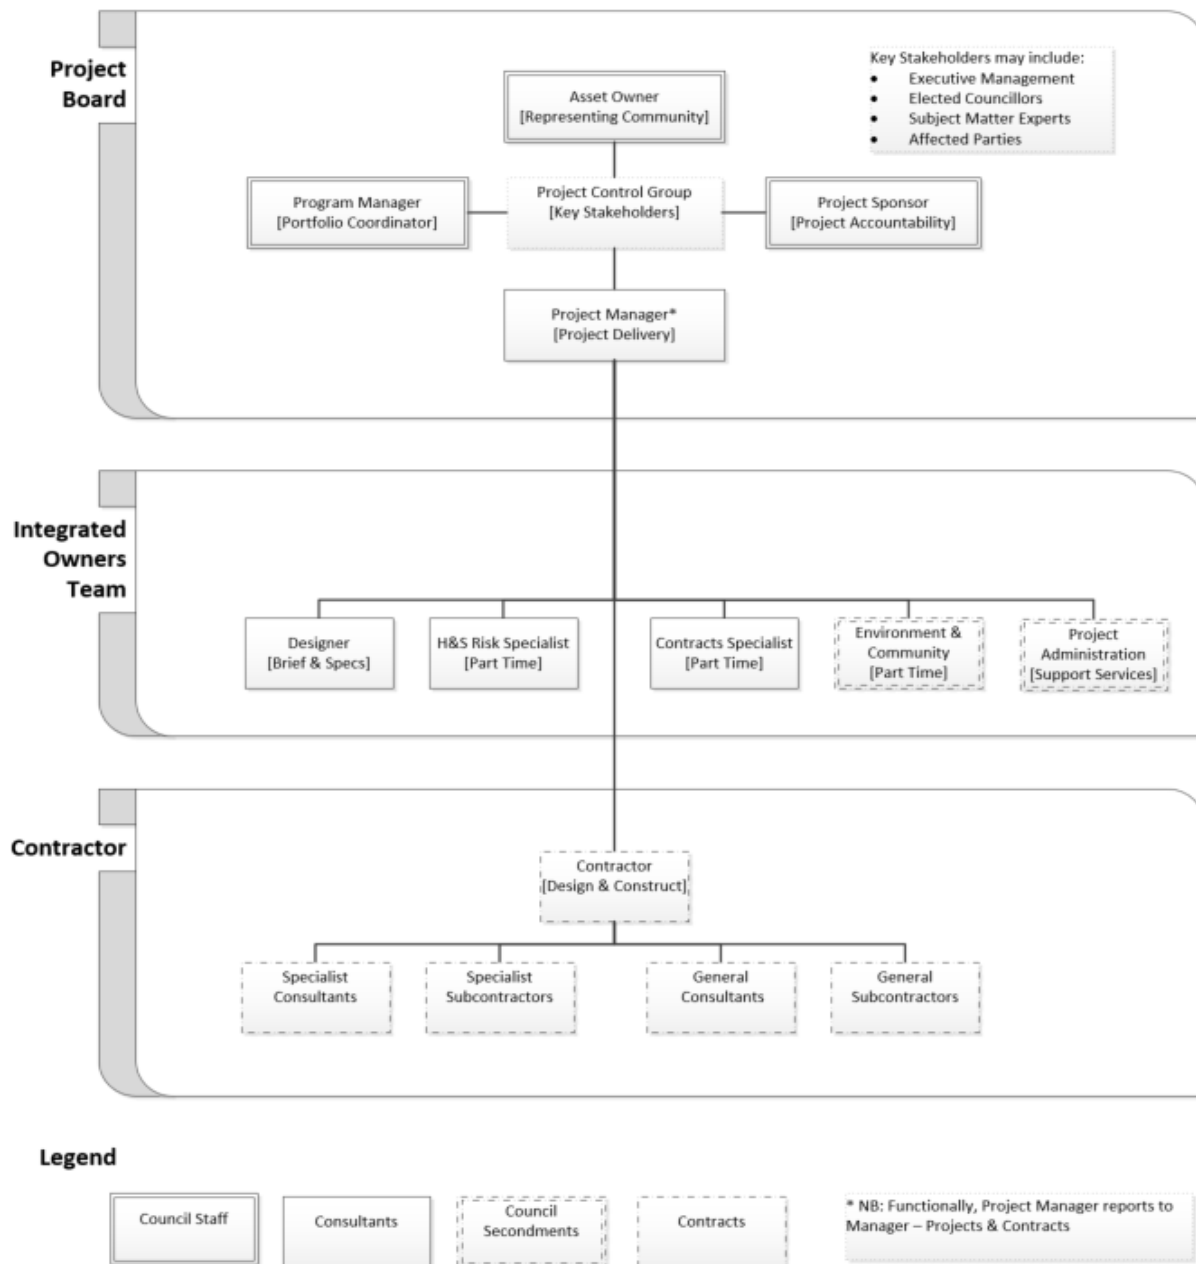 Project
Board
Key Stakeholders may include:
• Executive Management
• Elected Councillors
• Subject Matter Experts
• Affected Parties
Asset Owner
[Representing Community]
Program Manager
[Portfolio Coordinator]
Project Control Group
[Key Stakeholders]
Project Sponsor
[Project Accountability]
Project Manager*
[Project Delivery]
Integrated
Owners
Team
Designer
[Brief & Specs]
H&S Risk Specialist
[Part Time]
Contracts Specialist
[Part Time]
Environment &
Community
[Part Time]
Project
Administration
[Support Services]
Contractor
Contractor
[Design & Construct]
Specialist
Consultants
Specialist
Subcontractors
General
Consultants
General
Subcontractors
Legend
Council Staff
Consultants
Council
Secondments
Contracts
* NB: Functionally, Project Manager reports to
Manager – Projects & Contracts